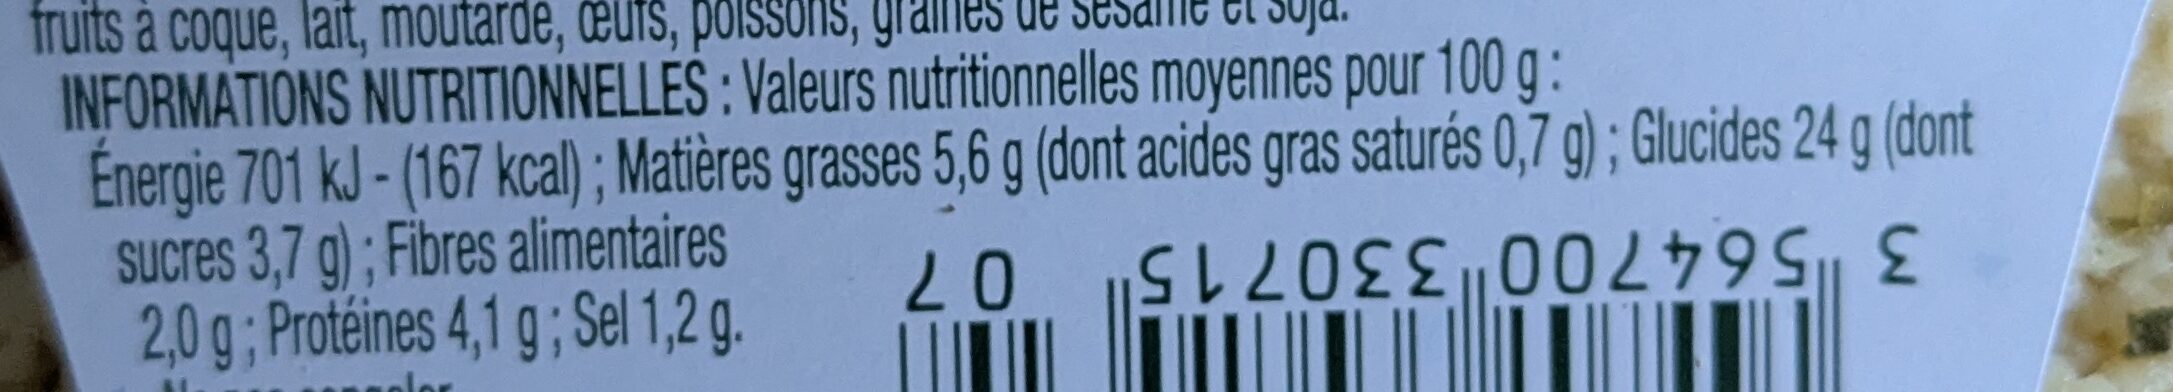 fruits à coque, lait, moutarde, œufs, poissons, graines de sésame et soja.
INFORMATIONS NUTRITIONNELLES : Valeurs nutritionnelles moyennes pour 100 g :
Énergie 701 kJ - (167 kcal) ; Matières grasses 5,6 g (dont acides gras saturés 0,7 g) ; Glucides 24 g (dont
sucres 3,7 g) ; Fibres alimentaires
2,0 g ; Protéines 4,1 g ; Sel 1,2 g.
3 564700 330715 07